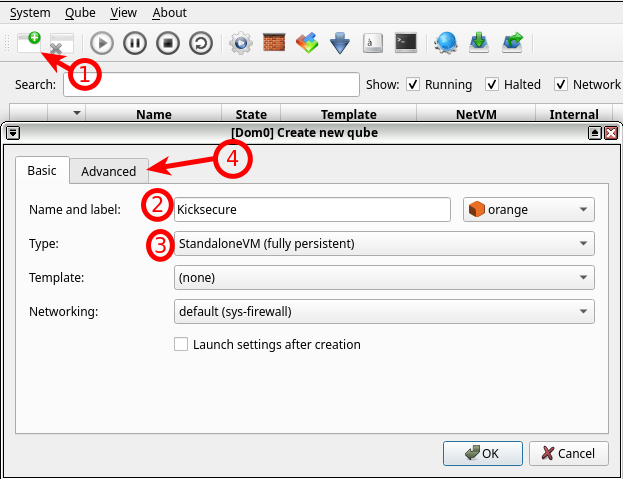 System Qube View About
1
Search: Show: Running Halted Network
Name State Template NetVM Internal
[Dom0] Create new qube
Basic Advanced 4
Name and label: 2 Kicksecure orange
Type: 3 StandaloneVM (fully persistent)
Template: (none)
Networking: default (sys-firewall)
Launch settings after creation
OK Cancel